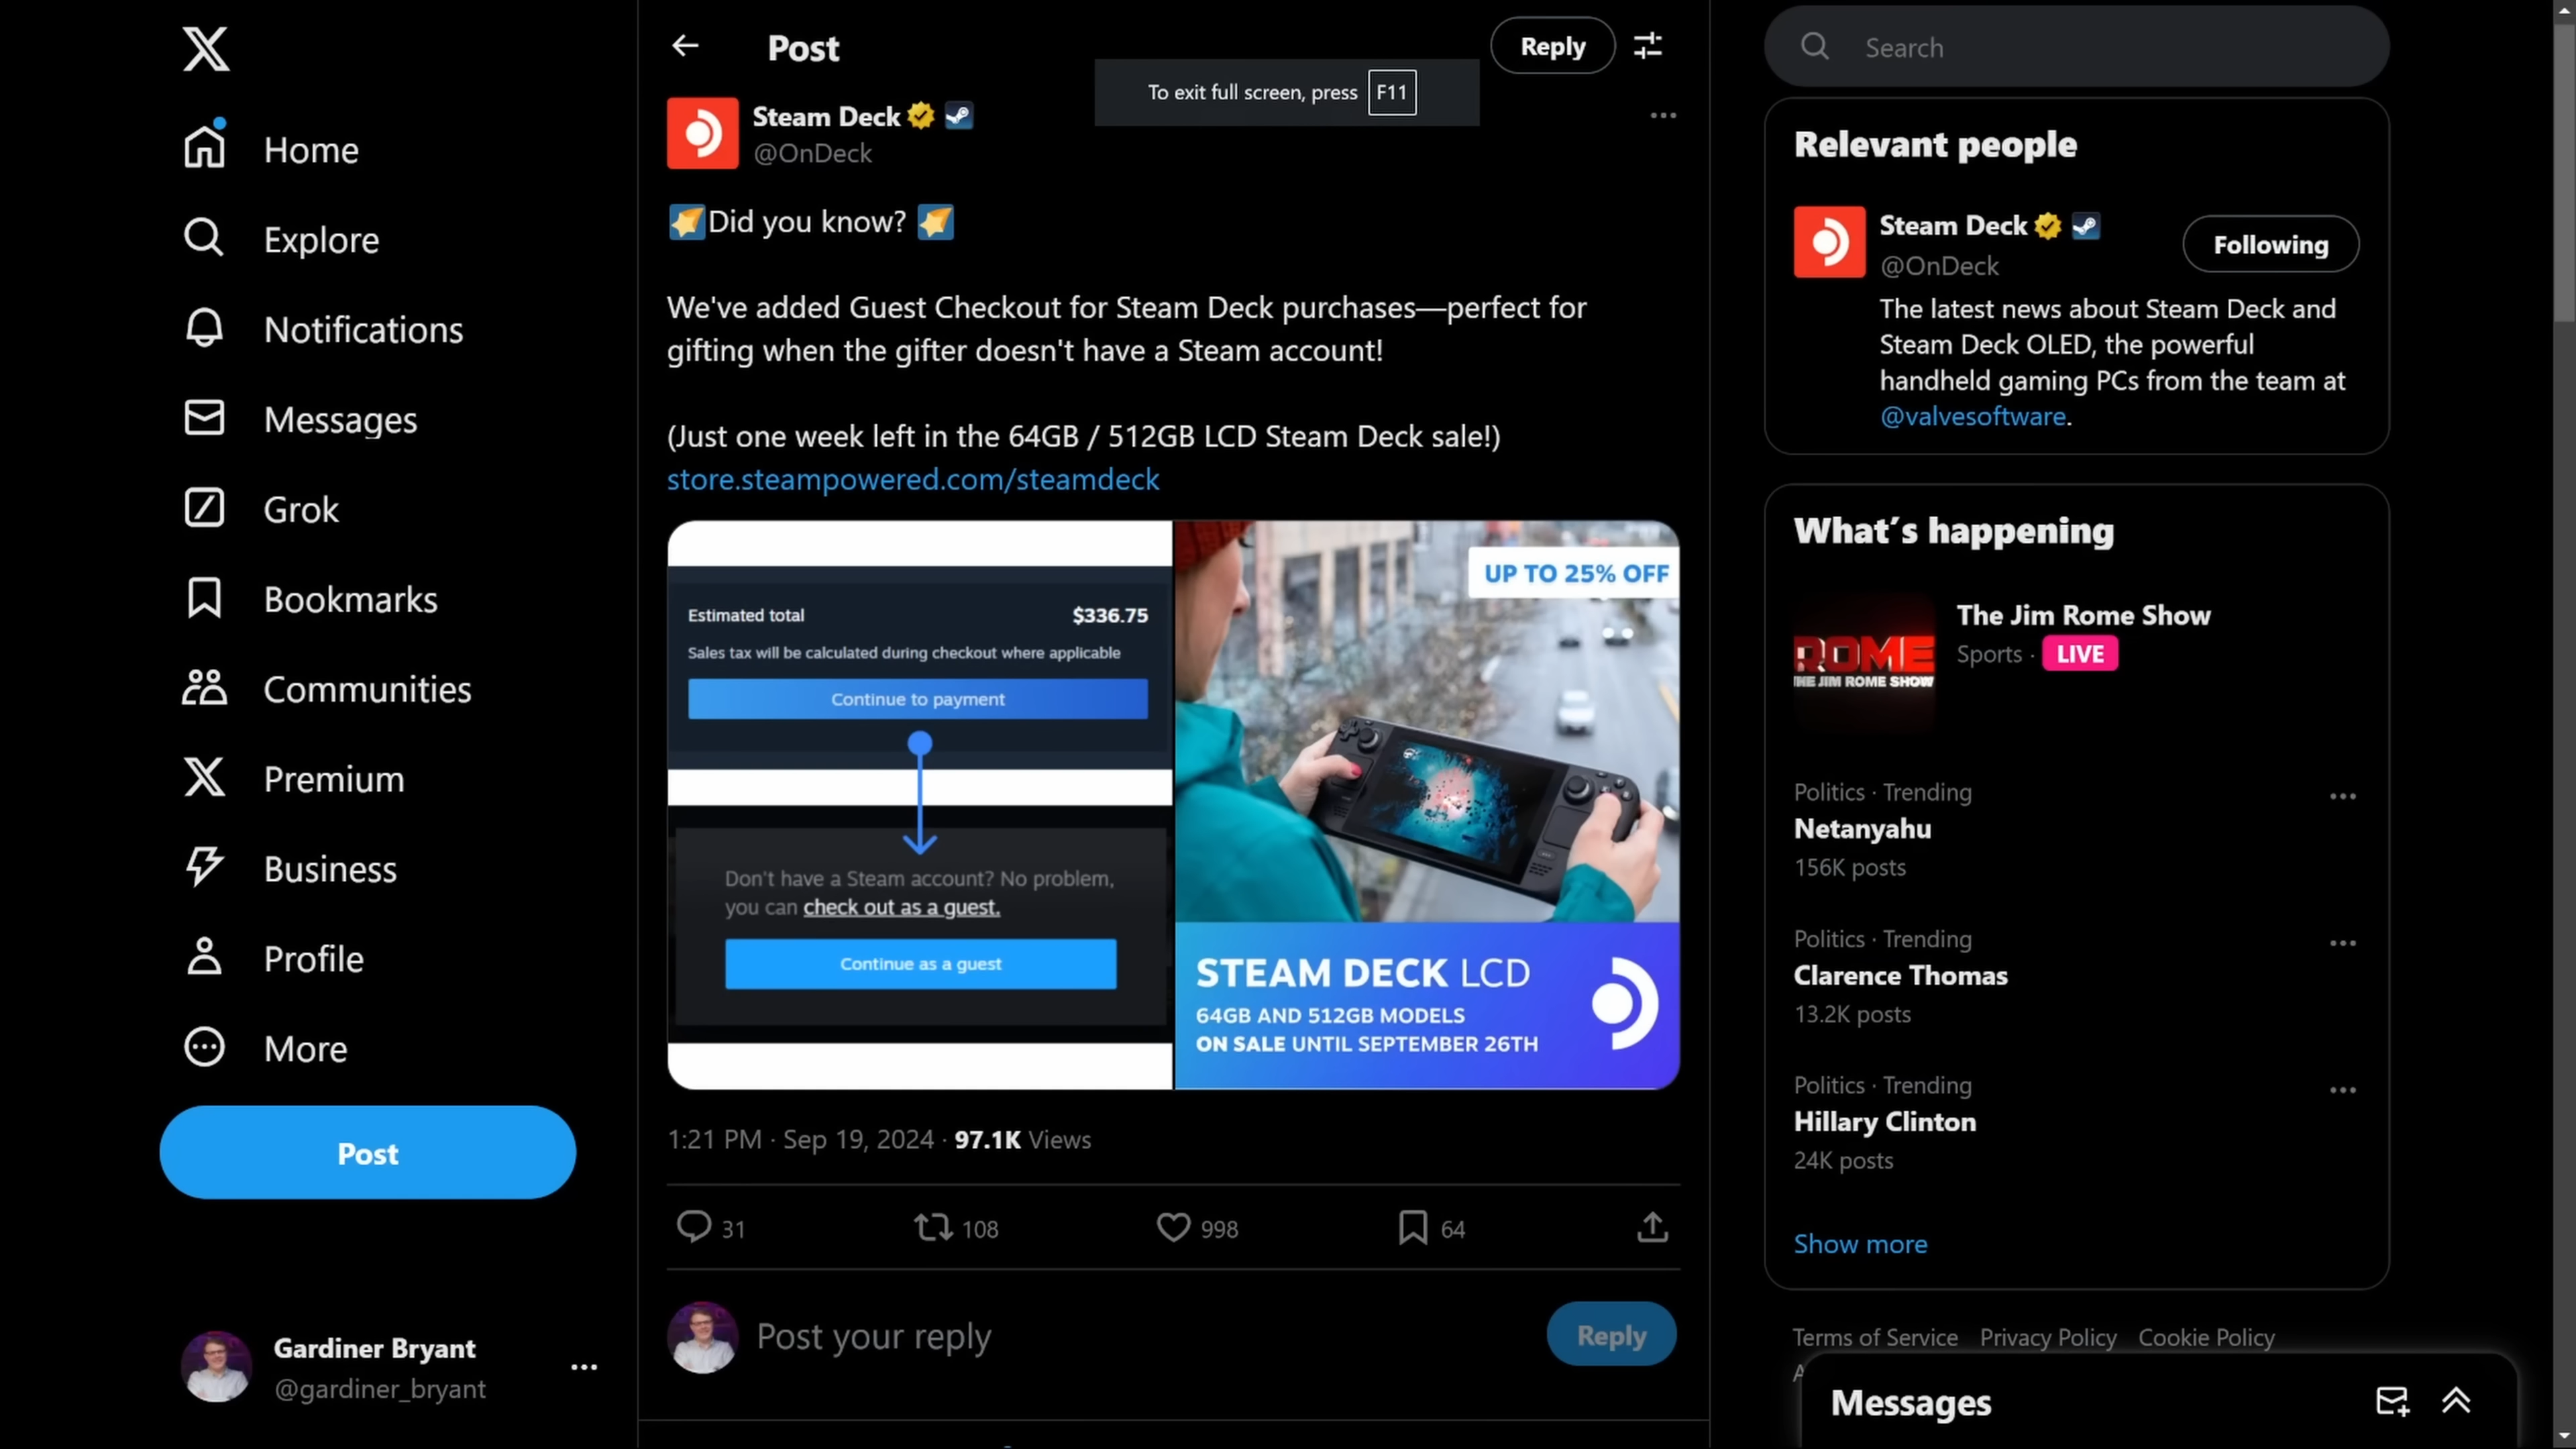 Home
Explore
Notifications
Messages
Grok
Bookmarks
Communities
Premium
Business
Profile
More
Post
Gardiner Bryant
@gardiner_bryant
Post
Reply
To exit full screen, press F11
Steam Deck
@OnDeck
Did you know?
We've added Guest Checkout for Steam Deck purchases—perfect for
gifting when the gifter doesn't have a Steam account!
(Just one week left in the 64GB / 512GB LCD Steam Deck sale!)
store.steampowered.com/steamdeck
Estimated total $336.75
Sales tax will be calculated during checkout where applicable
Continue to payment
Don't have a Steam account? No problem,
you can check out as a guest.
Continue as a guest
UP TO 25% OFF
STEAM DECK LCD
64GB AND 512GB MODELS
ON SALE UNTIL SEPTEMBER 26TH
1:21 PM · Sep 19, 2024 · 97.1K Views
31 108 998 64
Post your reply
Reply
Search
Relevant people
Steam Deck
@OnDeck
Following
The latest news about Steam Deck and
Steam Deck OLED, the powerful
handheld gaming PCs from the team at
@valvesoftware.
What's happening
ROME
THE JIM ROME SHOW
The Jim Rome Show
Sports · LIVE
Politics · Trending
Netanyahu
156K posts
Politics · Trending
Clarence Thomas
13.2K posts
Politics · Trending
Hillary Clinton
24K posts
Show more
Terms of Service Privacy Policy Cookie Policy
Messages